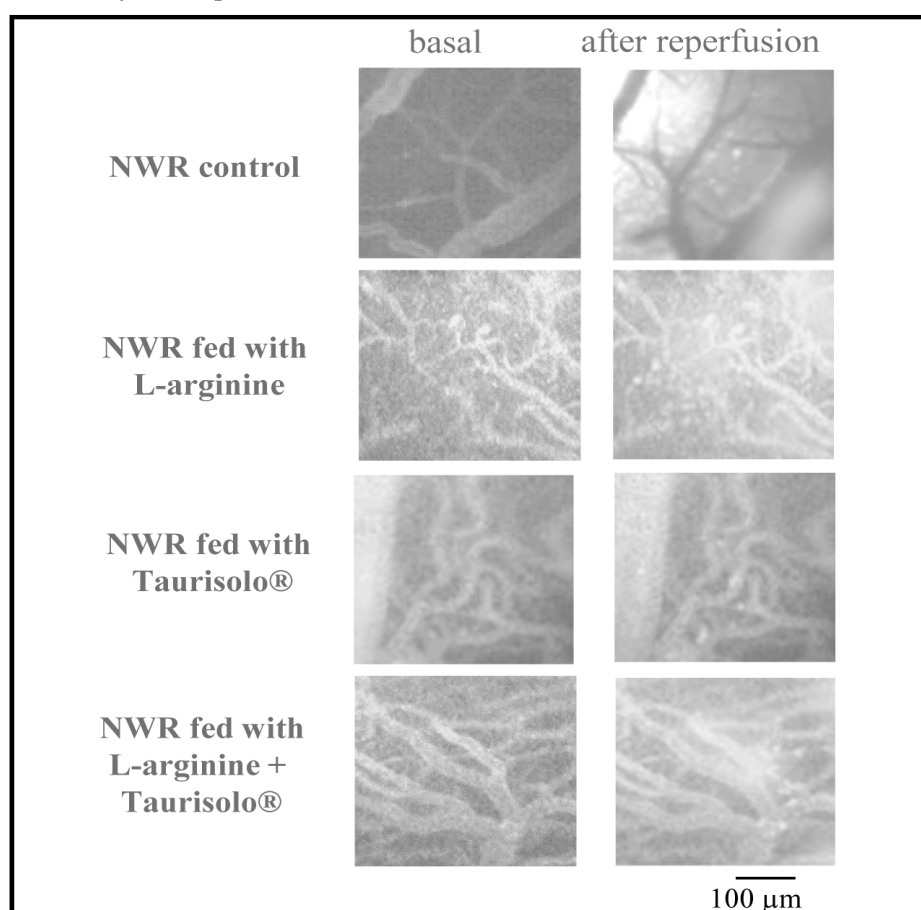 basal after reperfusion
NWR control
NWR fed with
L-arginine
NWR fed with
Taurisolo®
NWR fed with
L-arginine +
Taurisolo®
100 μm